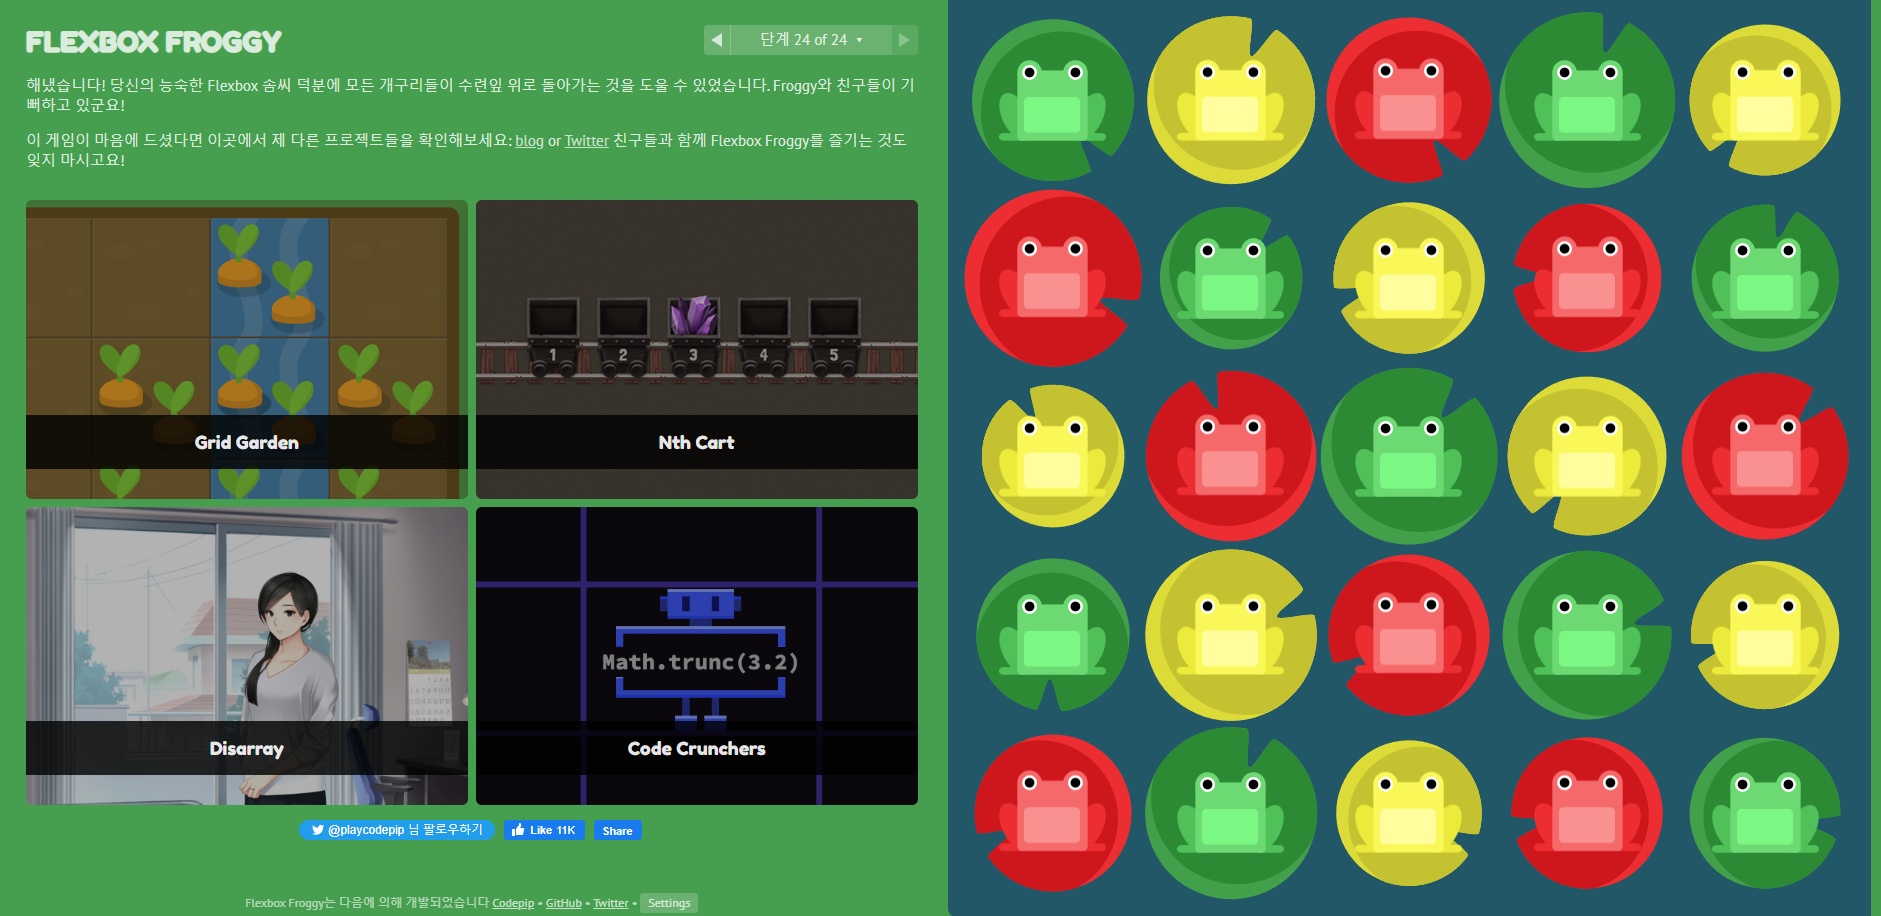 FLEXBOX FROGGY
단계 24 of 24
해냈습니다! 당신의 능숙한 Flexbox 솜씨 덕분에 모든 개구리들이 수련잎 위로 돌아가는 것을 도울 수 있었습니다. Froggy와 친구들이 기
뻐하고 있군요!
이 게임이 마음에 드셨다면 이곳에서 제 다른 프로젝트들을 확인해보세요: blog or Twitter 친구들과 함께 Flexbox Froggy를 즐기는 것도
잊지 마시고요!
1 2 3 4 5
Grid Garden
Nth Cart
Math.trunc(3.2)
Disarray
Code Crunchers
@playcodepip 님 팔로우하기
Like 11K
Share
Flexbox Froggy는 다음에 의해 개발되었습니다 Codepip • GitHub • Twitter • Settings